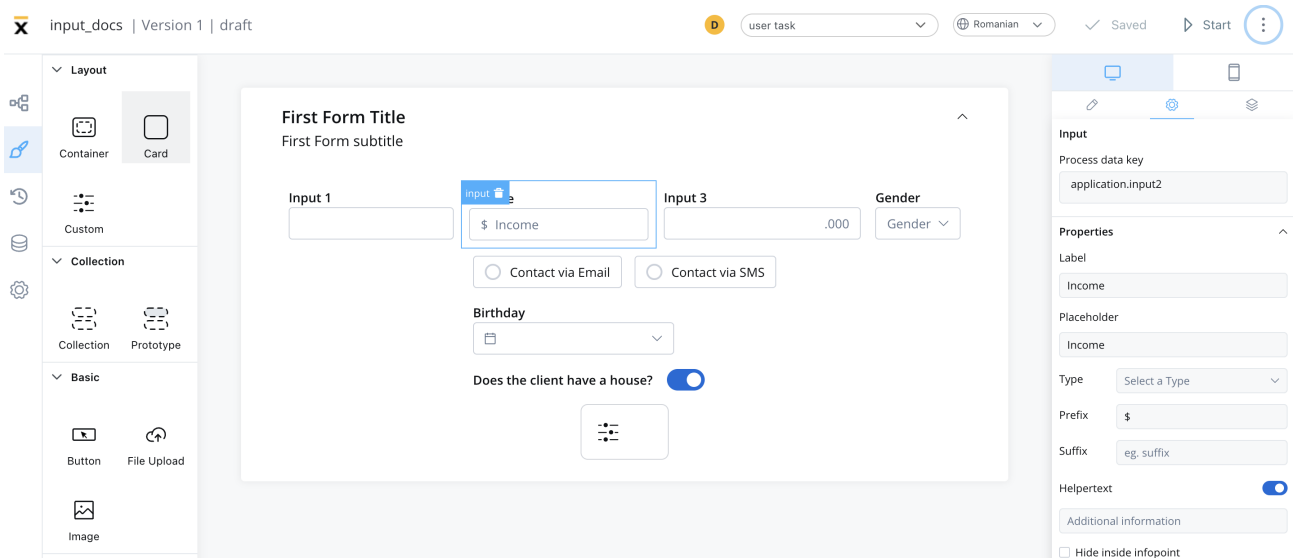 input_docs | Version 1 | draft
D
user task
Romanian
Saved
Start
Layout
Container
Card
Custom
Collection
Collection
Prototype
Basic
Button
File Upload
Image
First Form Title
First Form subtitle
Input 1
input
e
$ Income
Input 3
.000
Gender
Gender
Contact via Email
Contact via SMS
Birthday
Does the client have a house?
Input
Process data key
application.input2
Properties
Label
Income
Placeholder
Income
Type
Select a Type
Prefix
$
Suffix
eg. suffix
Helpertext
Additional information
Hide inside infopoint